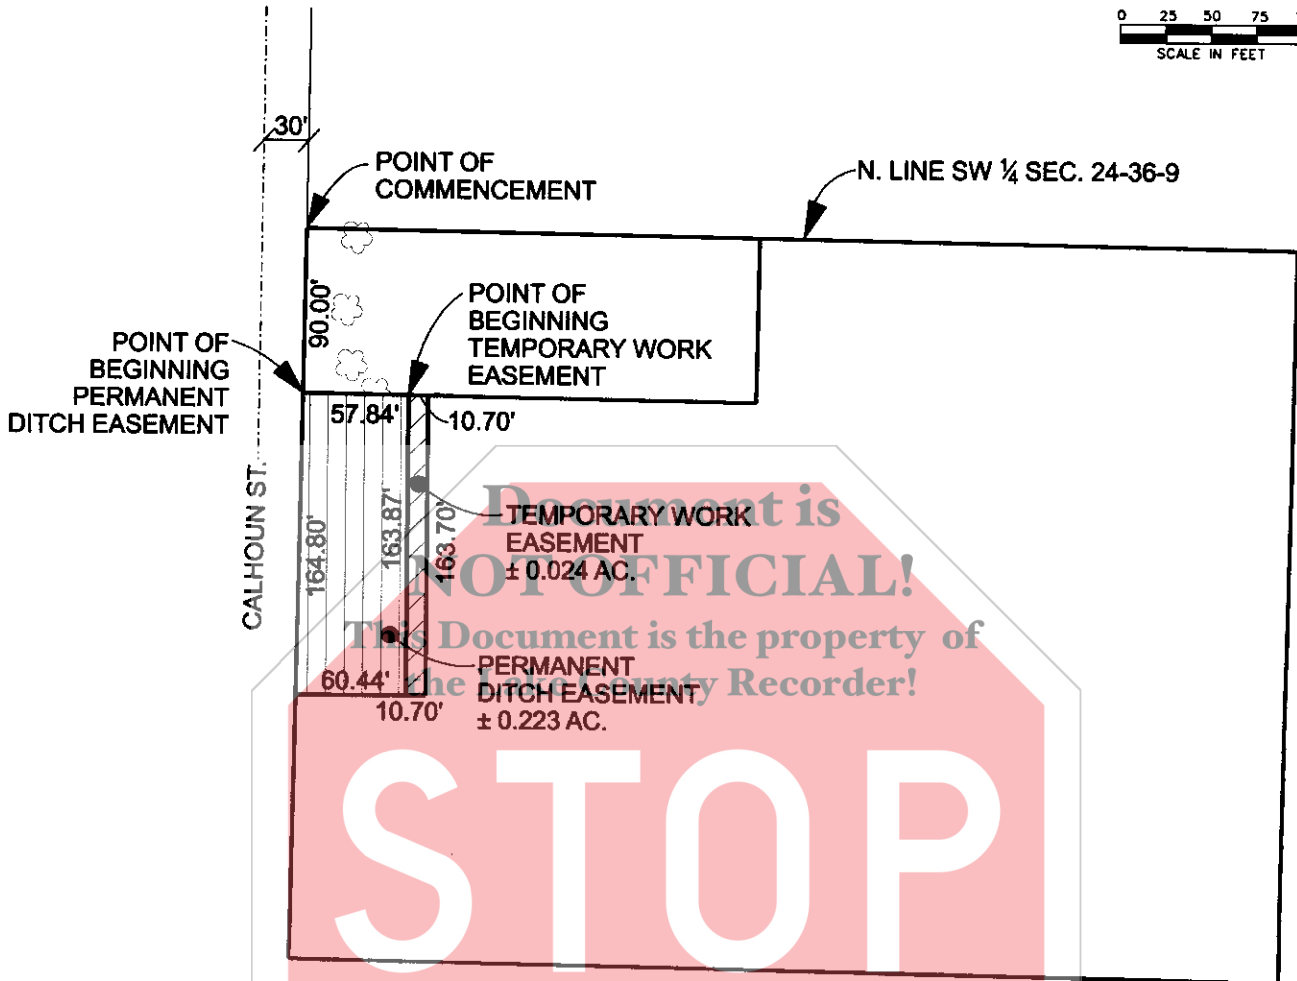 0 25 50 75
SCALE IN FEET
30'
POINT OF
COMMENCEMENT
N. LINE SW ¼ SEC. 24-36-9
90.00'
POINT OF
BEGINNING
TEMPORARY WORK
EASEMENT
POINT OF
BEGINNING
PERMANENT
DITCH EASEMENT
57.84'
10.70'
CALHOUN ST.
164.80'
163.87'
163.70'
Document is
NOT OFFICIAL!
This Document is the property of
the Lake County Recorder!
TEMPORARY WORK
EASEMENT
± 0.024 AC.
PERMANENT
DITCH EASEMENT
± 0.223 AC.
60.44'
10.70'
STOP